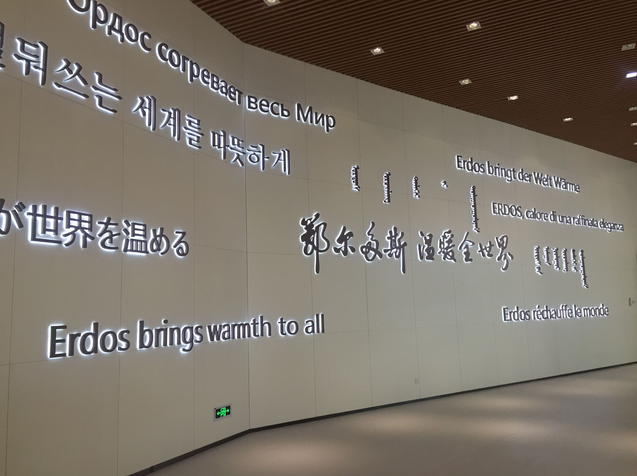 Ордос согревает весь Мир
뒤쓰는 세계를 따뜻하게
が世界を温める
Erdos brings warmth to all
鄂尔多斯 温暖全世界
Erdos bringt der Welt Wärme
ERDOS, calore di una raffinata eleganza
Erdos réchauffe le monde